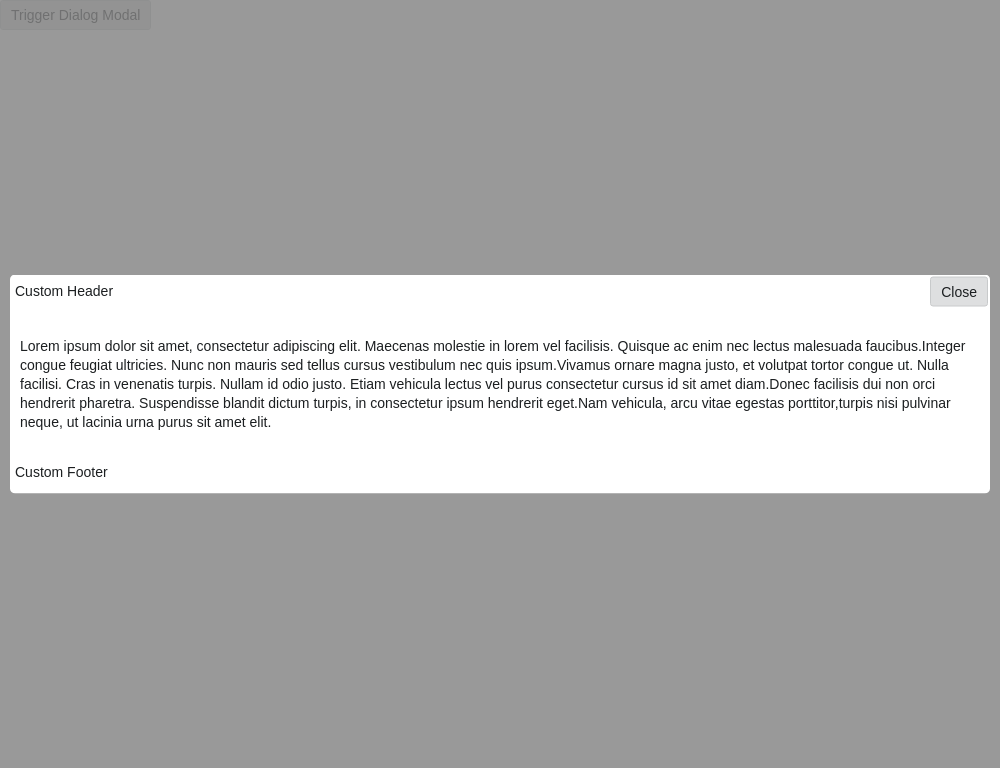 Trigger Dialog Modal
Custom Header
Close
Lorem ipsum dolor sit amet, consectetur adipiscing elit. Maecenas molestie in lorem vel facilisis. Quisque ac enim nec lectus malesuada faucibus.Integer
congue feugiat ultricies. Nunc non mauris sed tellus cursus vestibulum nec quis ipsum.Vivamus ornare magna justo, et volutpat tortor congue ut. Nulla
facilisi. Cras in venenatis turpis. Nullam id odio justo. Etiam vehicula lectus vel purus consectetur cursus id sit amet diam.Donec facilisis dui non orci
hendrerit pharetra. Suspendisse blandit dictum turpis, in consectetur ipsum hendrerit eget.Nam vehicula, arcu vitae egestas porttitor,turpis nisi pulvinar
neque, ut lacinia urna purus sit amet elit.
Custom Footer